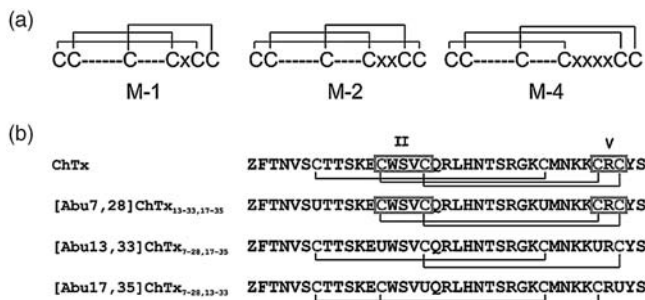 (a)
CC------C----CxCC CC------C----CxxCC CC------C----CxxxxCC
M-1 M-2 M-4
(b)
II V
ChTx ZFTNVSCTTSKECWSVCQRLHNTSRGKCMNKKCRCYS
[Abu7,28]ChTx13-33,17-35 ZFTNVSUTTSKECWSVCQRLHNTSRGKUMNKKCRCYS
[Abu13,33]ChTx7-28,17-35 ZFTNVSCTTSKEUWSVCQRLHNTSRGKCMNKKURCYS
[Abu17,35]ChTx7-28,13-33 ZFTNVSCTTSKECWSVUQRLHNTSRGKCMNKKCRUYS